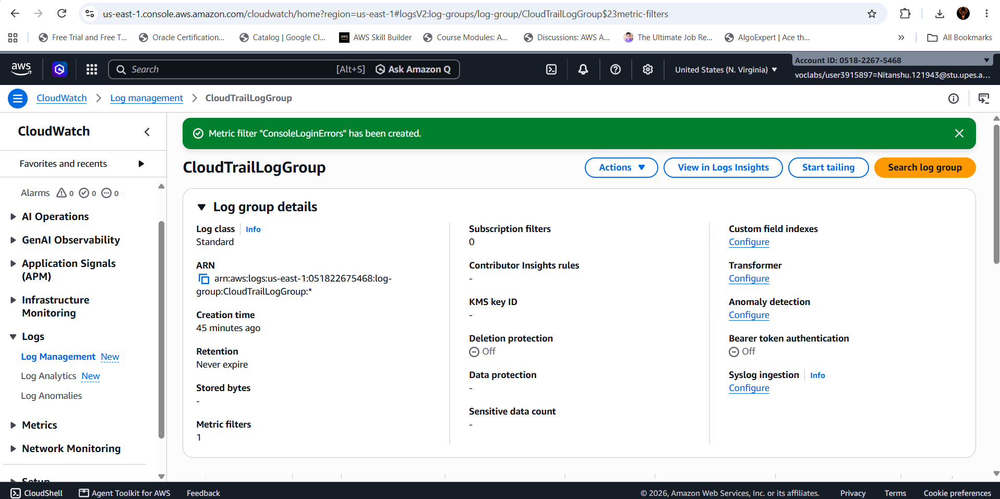 us-east-1.console.aws.amazon.com/cloudwatch/home?region=us-east-1#logsV2:log-groups/log-group/CloudTrailLogGroup$23metric-filters
Free Trial and Free T...
Oracle Certification...
Catalog | Google Cl...
aws
AWS Skill Builder
Course Modules: A...
Discussions: AWS A...
The Ultimate Job Re...
AlgoExpert | Ace th...
All Bookmarks
aws
Search
[Alt+S]
Ask Amazon Q
United States (N. Virginia)
Account ID: 0518-2267-5468
voclabs/user3915897=Nitanshu.121943@stu.upes.a...
CloudWatch
Log management
CloudTrailLogGroup
CloudWatch
Favorites and recents
Alarms 0 0 0
AI Operations
GenAI Observability
Application Signals
(APM)
Infrastructure
Monitoring
Logs
Log Management New
Log Analytics New
Log Anomalies
Metrics
Network Monitoring
Setup
Metric filter "ConsoleLoginErrors" has been created.
CloudTrailLogGroup
Actions
View in Logs Insights
Start tailing
Search log group
Log group details
Log class
Info
Standard
ARN
arn:aws:logs:us-east-1:051822675468:log-
group:CloudTrailLogGroup:*
Creation time
45 minutes ago
Retention
Never expire
Stored bytes
-
Metric filters
1
Subscription filters
0
Contributor Insights rules
-
KMS key ID
-
Deletion protection
Off
Data protection
-
Sensitive data count
-
Custom field indexes
Configure
Transformer
Configure
Anomaly detection
Configure
Bearer token authentication
Off
Syslog ingestion
Info
Configure
CloudShell
Agent Toolkit for AWS
Feedback
© 2026, Amazon Web Services, Inc. or its affiliates.
Privacy
Terms
Cookie preferences